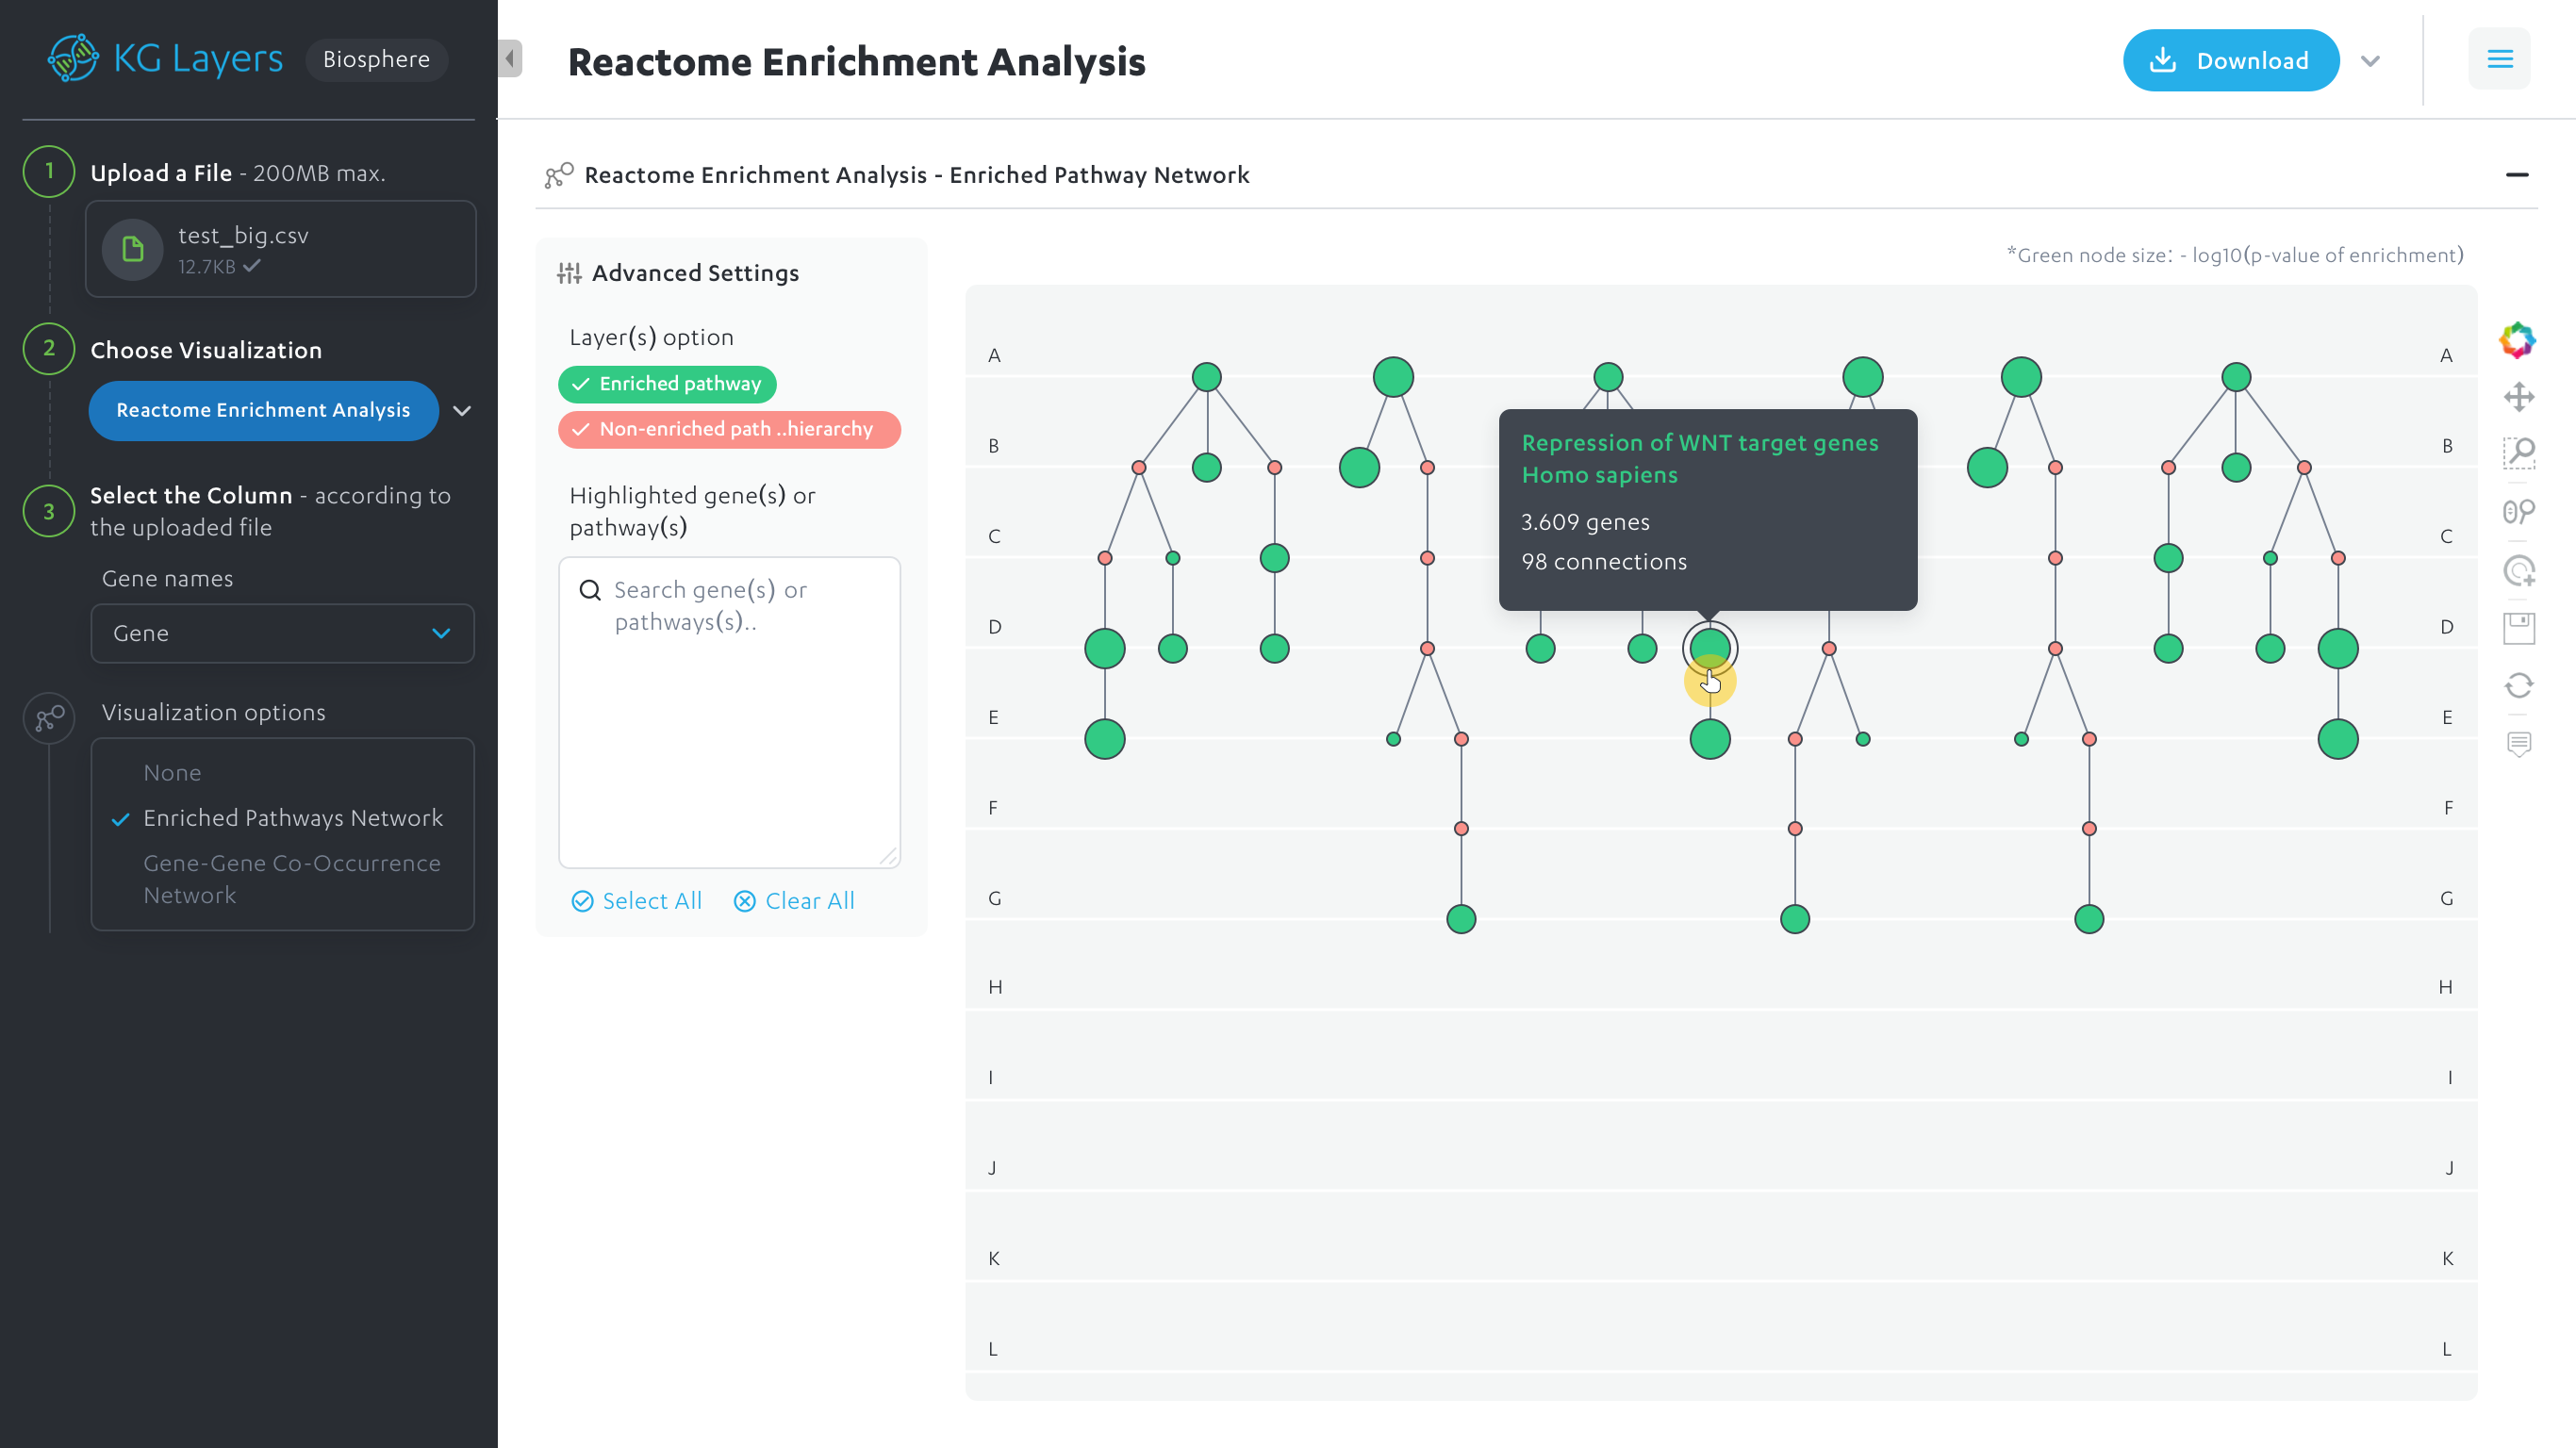 KG Layers
Biosphere
1
Upload a File - 200MB max.
test_big.csv
12.7KB
2
Choose Visualization
Reactome Enrichment Analysis
3
Select the Column - according to
the uploaded file
Gene names
Gene
Visualization options
None
Enriched Pathways Network
Gene-Gene Co-Occurrence
Network
Reactome Enrichment Analysis
Download
Reactome Enrichment Analysis - Enriched Pathway Network
Advanced Settings
Layer(s) option
Enriched pathway
Non-enriched path ..hierarchy
Highlighted gene(s) or
pathway(s)
Search gene(s) or
pathways(s)..
Select All
Clear All
*Green node size: - log10(p-value of enrichment)
A A
B B
C C
D D
E E
F F
G G
H H
I I
J J
K K
L L
Repression of WNT target genes
Homo sapiens
3.609 genes
98 connections